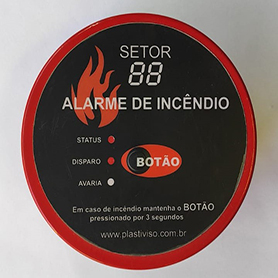 SETOR
88
ALARME DE INCÊNDIO
STATUS
DISPARO
BOTÃO
AVARIA
Em caso de incêndio mantenha o BOTÃO
pressionado por 3 segundos
www.plastiviso.com.br